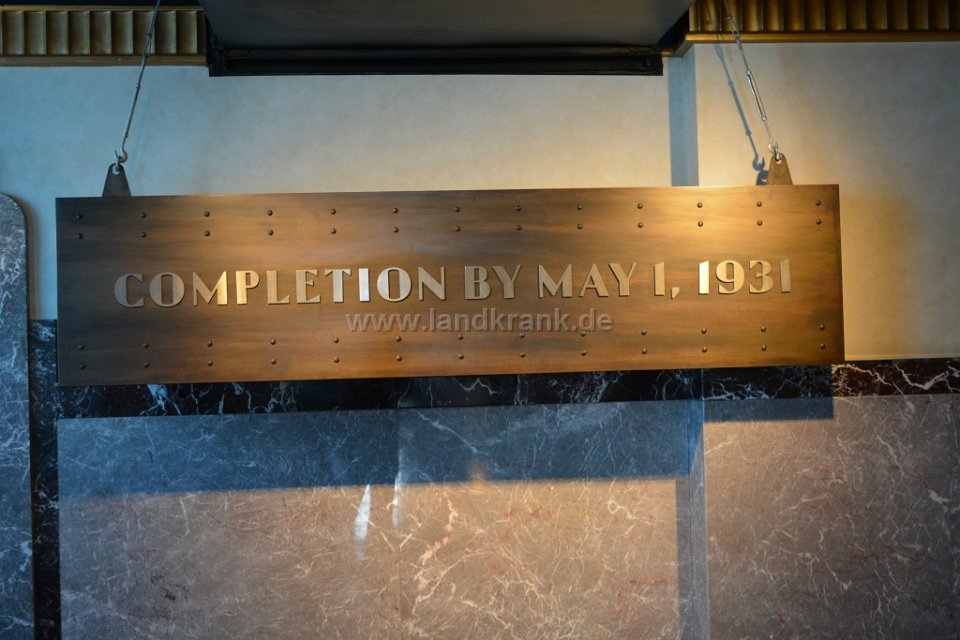 COMPLETION BY MAY 1, 1931
www.landkrank.de